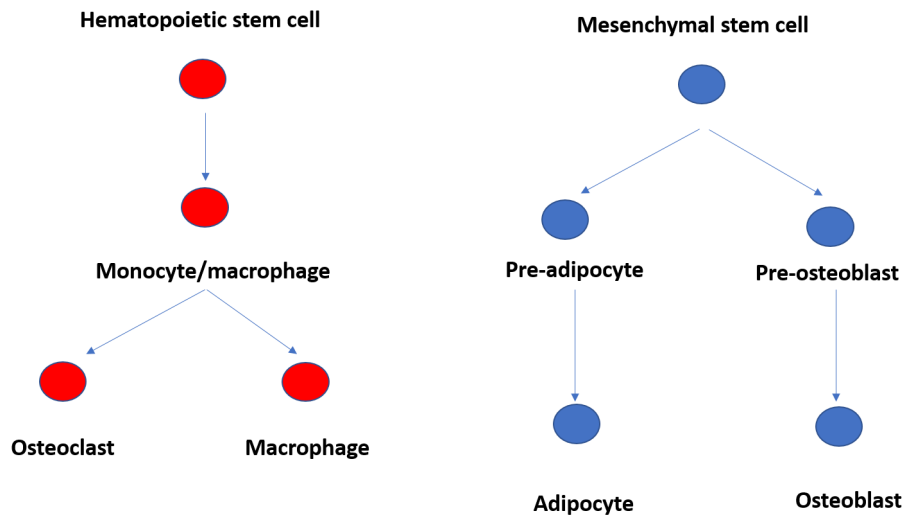 Hematopoietic stem cell
Mesenchymal stem cell
Monocyte/macrophage
Pre-adipocyte
Pre-osteoblast
Osteoclast
Macrophage
Adipocyte
Osteoblast